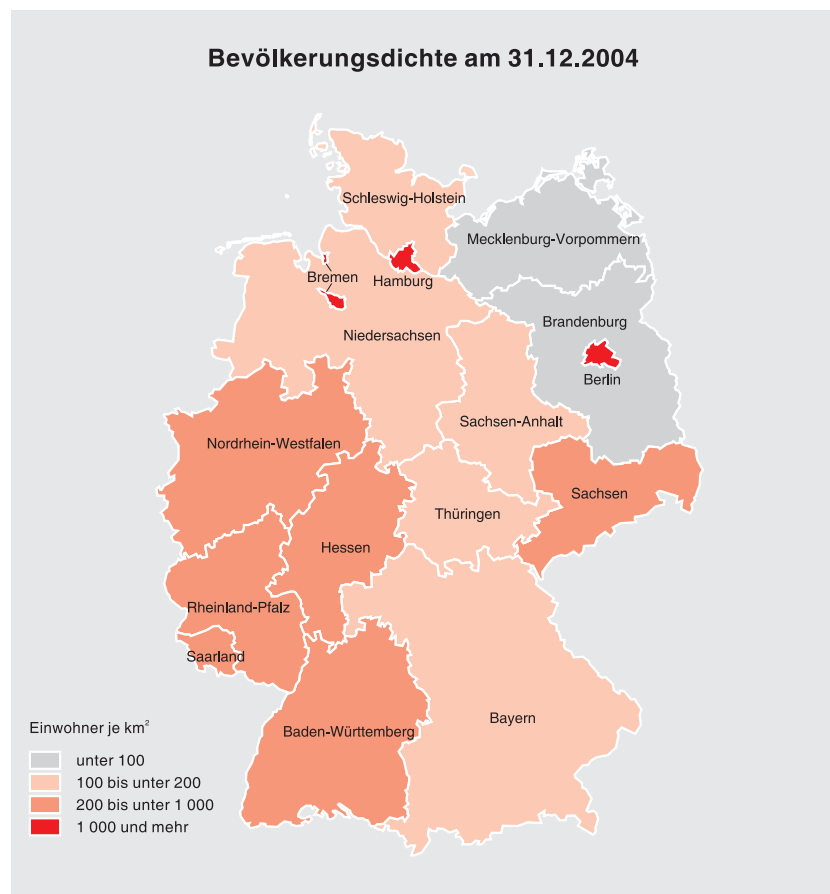 Bevölkerungsdichte am 31.12.2004
Schleswig-Holstein
Mecklenburg-Vorpommern
Bremen
Hamburg
Brandenburg
Niedersachsen
Berlin
Sachsen-Anhalt
Nordrhein-Westfalen
Sachsen
Thüringen
Hessen
Rheinland-Pfalz
Saarland
Bayern
Baden-Württemberg
Einwohner je km²
unter 100
100 bis unter 200
200 bis unter 1 000
1 000 und mehr